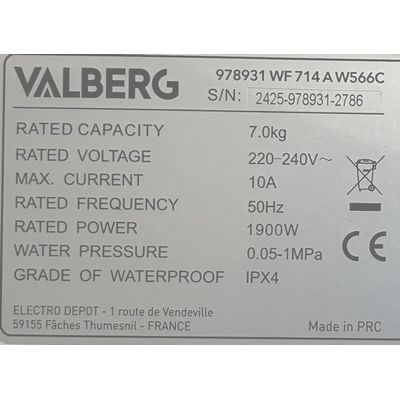 VALBERG
978931 WF 714 A W566C
S/N: 2425-978931-2786
RATED CAPACITY 7.0kg
RATED VOLTAGE 220-240V~
MAX. CURRENT 10A
RATED FREQUENCY 50Hz
RATED POWER 1900W
WATER PRESSURE 0.05-1MPa
GRADE OF WATERPROOF IPX4
CE
ELECTRO DEPOT - 1 route de Vendeville
59155 Fâches Thumesnil - FRANCE
Made in PRC